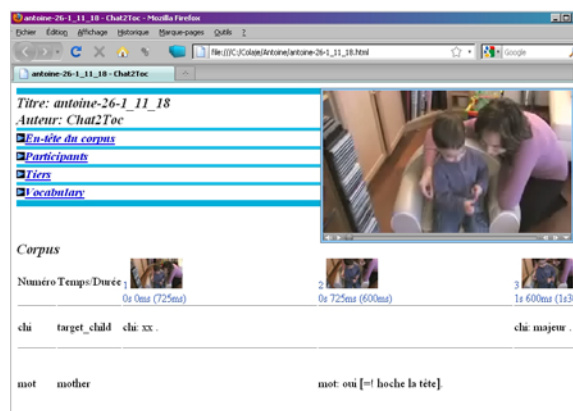 antoine-26-1_11_18 - Chat2Toc - Mozilla Firefox
Fichier Édition Affichage Historique Marque-pages Outils ?
file:///C:/Colaje/Antoine/antoine-26-1_11_18.html
Google
antoine-26-1_11_18 - Chat2Toc
Titre: antoine-26-1_11_18
Auteur: Chat2Toc
En-tête du corpus
Participants
Tiers
Vocabulary
Corpus
Numéro Temps/Durée 1 2 3
0s 0ms (725ms) 0s 725ms (600ms) 1s 600ms (1s3
chi target_child chi: xx . chi: majeur .
mot mother mot: oui [=! hoche la tête].